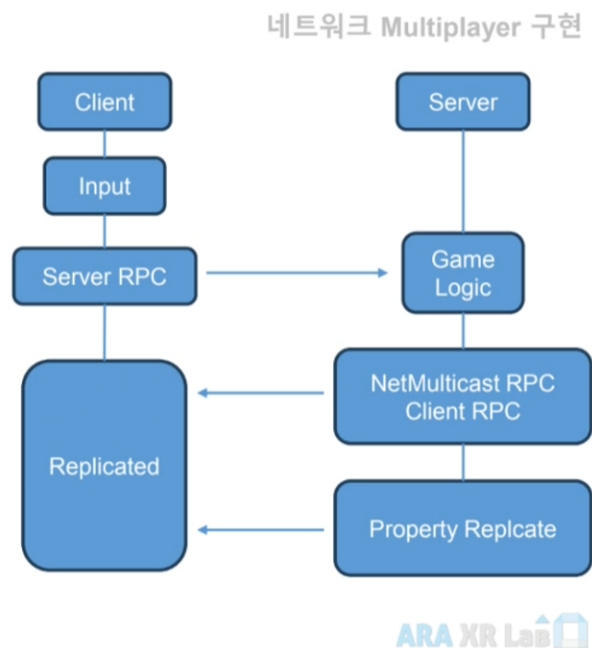 네트워크 Multiplayer 구현
Client
Server
Input
Server RPC
Game
Logic
NetMulticast RPC
Client RPC
Replicated
Property Replcate
ARA XR Lab